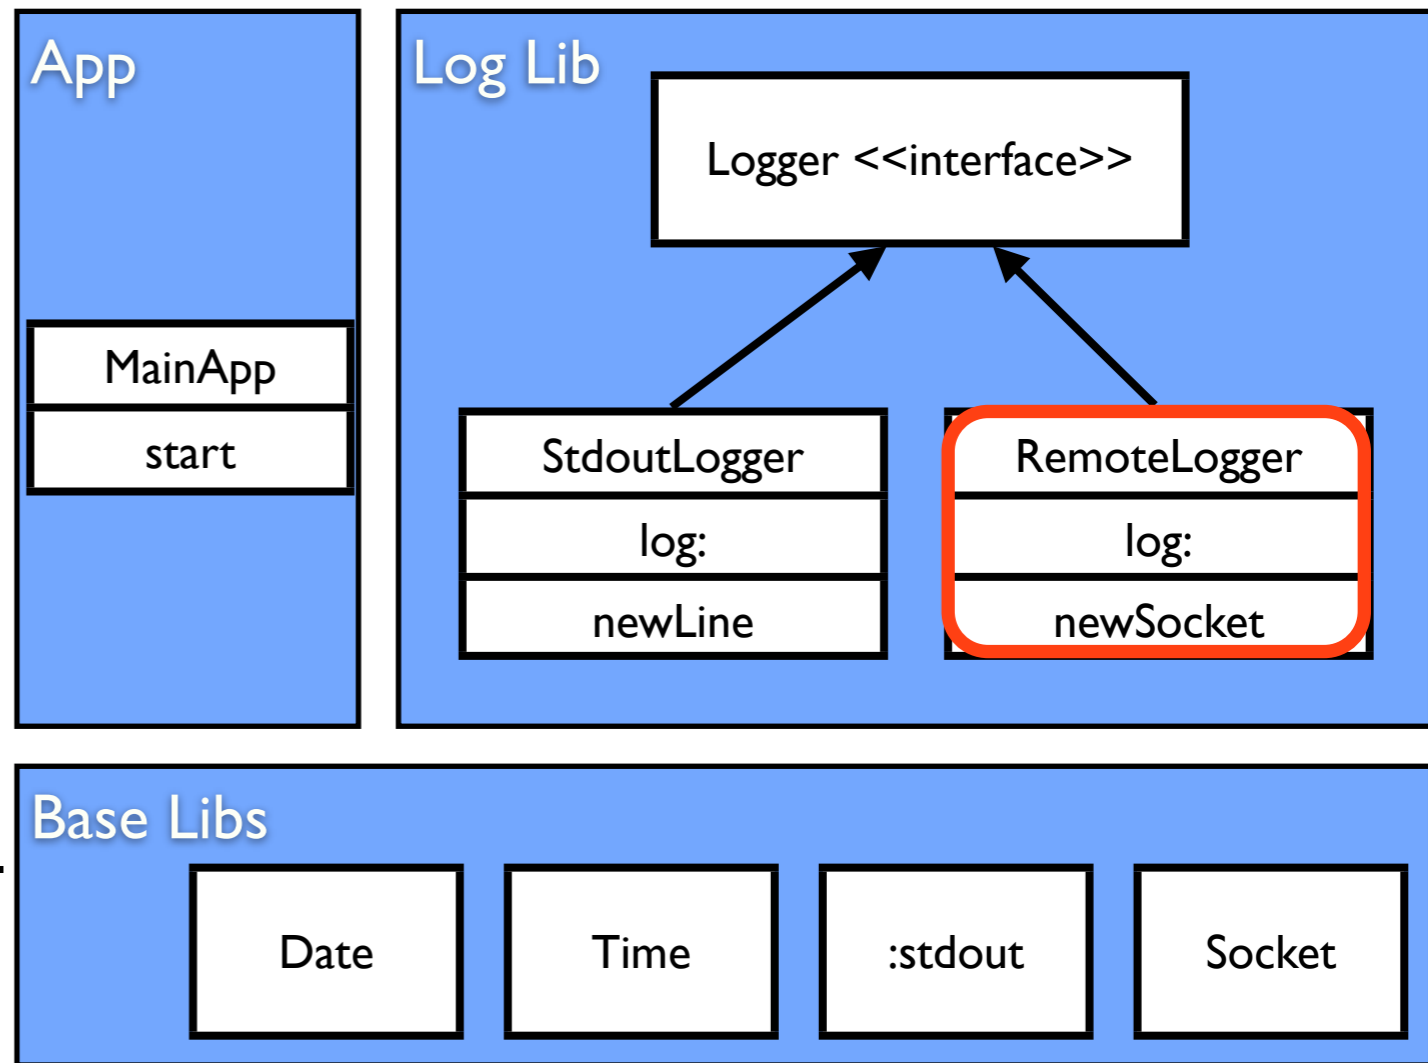 App
MainApp
start
Log Lib
Logger <<interface>>
StdoutLogger
log:
newLine
RemoteLogger
log:
newSocket
Base Libs
Date
Time
:stdout
Socket